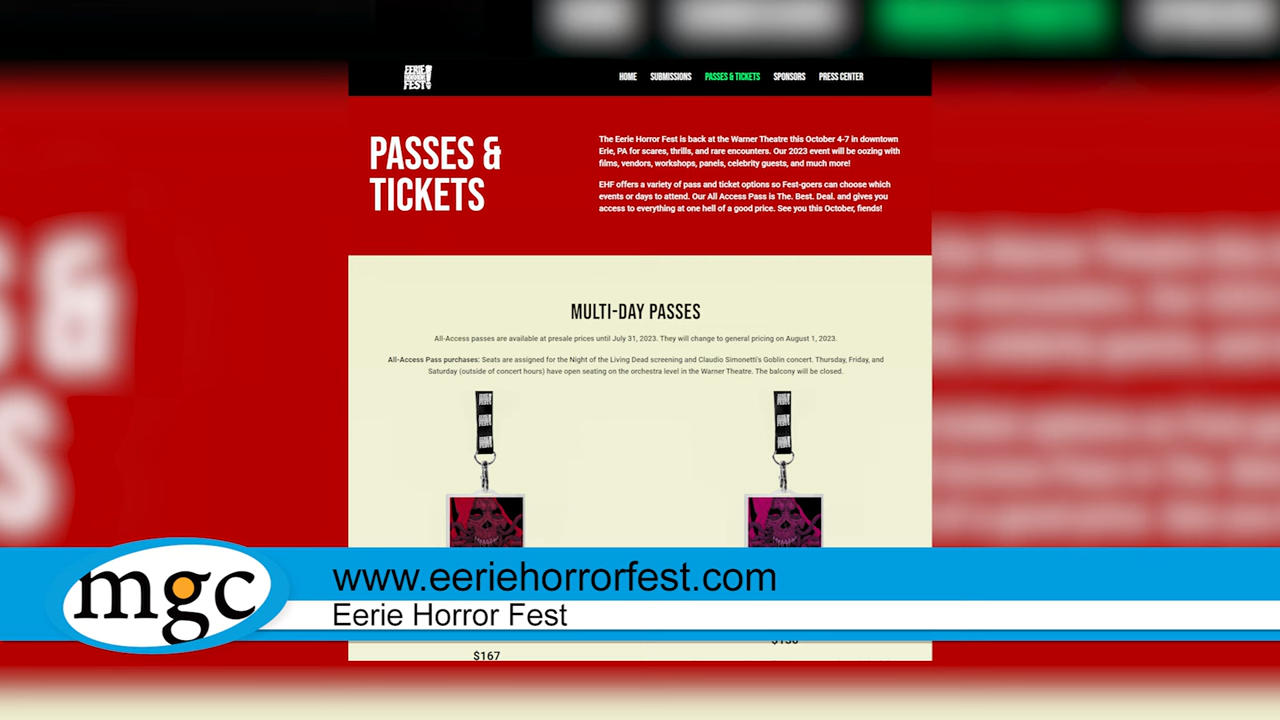 EERIE
HORROR
FEST
HOME SUBMISSIONS PASSES & TICKETS SPONSORS PRESS CENTER
PASSES &
TICKETS
The Eerie Horror Fest is back at the Warner Theatre this October 4-7 in downtown
Erie, PA for scares, thrills, and rare encounters. Our 2023 event will be oozing with
films, vendors, workshops, panels, celebrity guests, and much more!
EHF offers a variety of pass and ticket options so Fest-goers can choose which
events or days to attend. Our All Access Pass is The. Best. Deal. and gives you
access to everything at one hell of a good price. See you this October, fiends!
MULTI-DAY PASSES
All-Access passes are available at presale prices until July 31, 2023. They will change to general pricing on August 1, 2023.
All-Access Pass purchases: Seats are assigned for the Night of the Living Dead screening and Claudio Simonetti's Goblin concert. Thursday, Friday, and
Saturday (outside of concert hours) have open seating on the orchestra level in the Warner Theatre. The balcony will be closed.
mgc
www.eeriehorrorfest.com
Eerie Horror Fest
$167